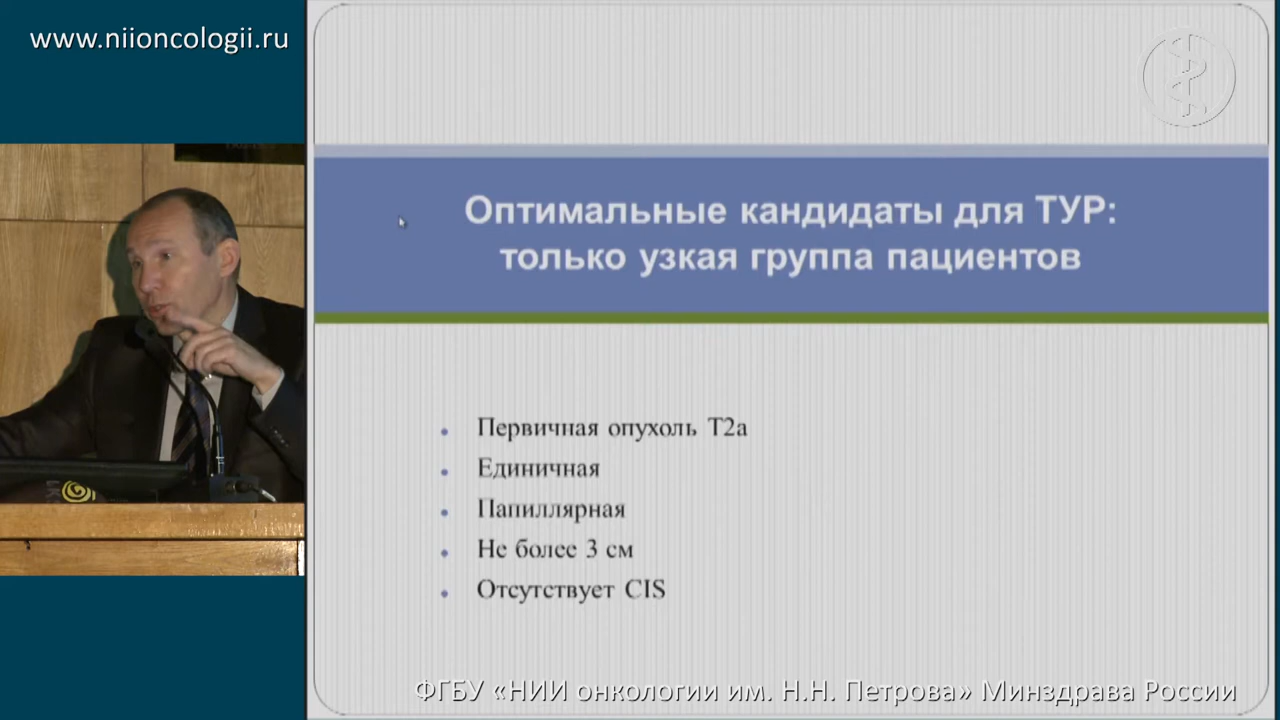 www.niioncologii.ru
Оптимальные кандидаты для ТУР:
только узкая группа пациентов
Первичная опухоль T2a
Единичная
Папиллярная
Не более 3 см
Отсутствует CIS
ФГБУ «НИИ онкологии им. Н.Н. Петрова» Минздрава России